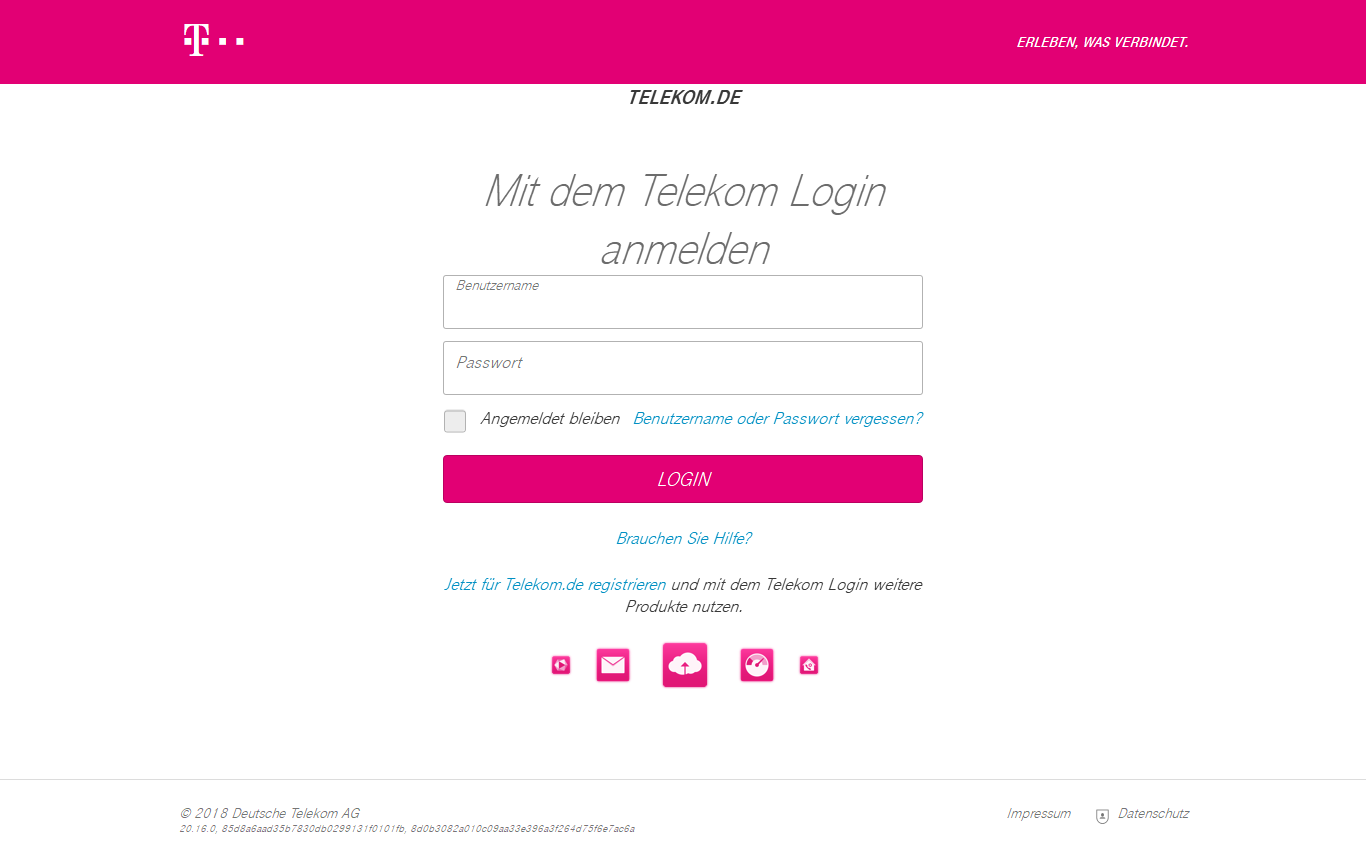 T
ERLEBEN, WAS VERBINDET.
TELEKOM.DE
Mit dem Telekom Login
anmelden
Benutzername
Passwort
Angemeldet bleiben Benutzername oder Passwort vergessen?
LOGIN
Brauchen Sie Hilfe?
Jetzt für Telekom.de registrieren und mit dem Telekom Login weitere
Produkte nutzen.
© 2018 Deutsche Telekom AG
20.16.0, 85d8a6aad35b7830db0299131f0101fb, 8d0b3082a010c09aa33e396a3f264d75f6e7ac6a
Impressum Datenschutz